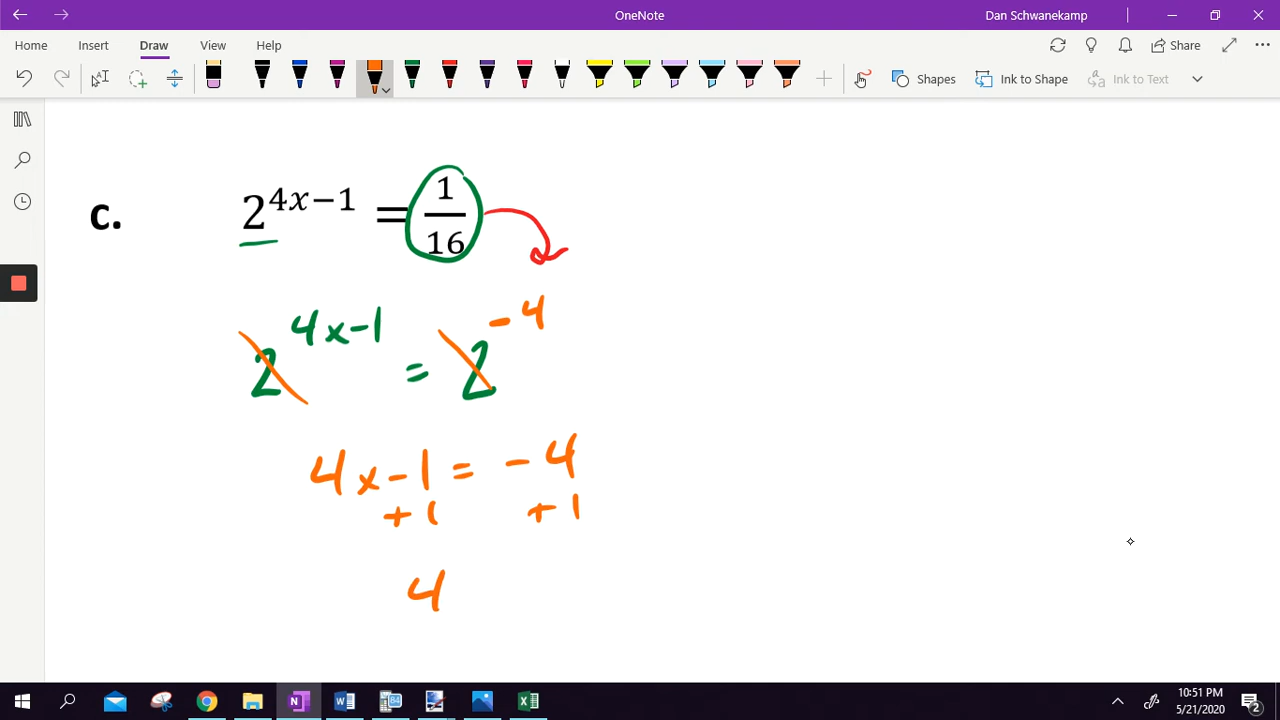 OneNote
Dan Schwanekamp
Home Insert Draw View Help
Share
Shapes Ink to Shape Ink to Text
c. 2^{4x−1} = 1/16
2^{4x-1} = 2^{-4}
4x-1 = -4
+1 +1
4
10:51 PM
5/21/2020
2